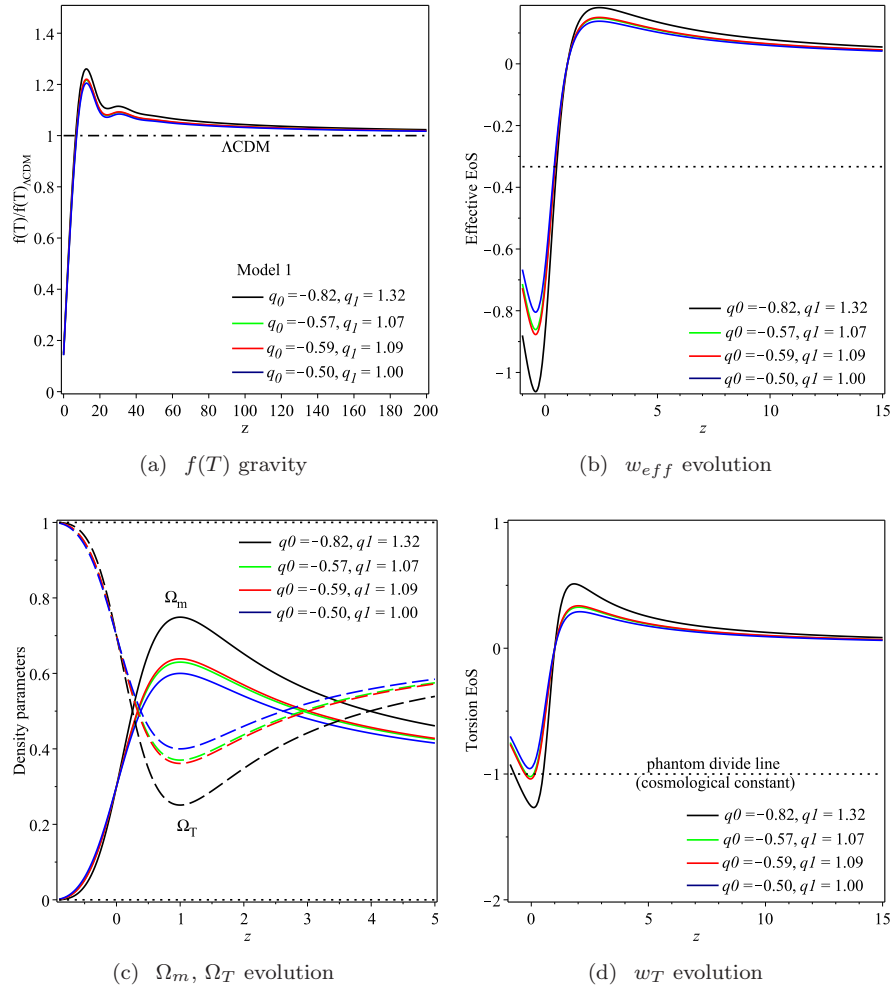 1.4
1.2
1
0.8
0.6
0.4
0.2
0
f(T)/f(T)ΛCDM
ΛCDM
Model 1
q0 = −0.82, q1 = 1.32
q0 = −0.57, q1 = 1.07
q0 = −0.59, q1 = 1.09
q0 = −0.50, q1 = 1.00
0 20 40 60 80 100 120 140 160 180 200
z
(a) f(T) gravity
0
−0.2
−0.4
−0.6
−0.8
−1
Effective EoS
q0 = −0.82, q1 = 1.32
q0 = −0.57, q1 = 1.07
q0 = −0.59, q1 = 1.09
q0 = −0.50, q1 = 1.00
0 5 10 15
z
(b) weff evolution
1
0.8
0.6
0.4
0.2
0
Density parameters
q0 = −0.82, q1 = 1.32
q0 = −0.57, q1 = 1.07
q0 = −0.59, q1 = 1.09
q0 = −0.50, q1 = 1.00
Ωm
ΩT
0 1 2 3 4 5
z
(c) Ωm, ΩT evolution
1
0
−1
−2
Torsion EoS
phantom divide line
(cosmological constant)
q0 = −0.82, q1 = 1.32
q0 = −0.57, q1 = 1.07
q0 = −0.59, q1 = 1.09
q0 = −0.50, q1 = 1.00
0 5 10 15
z
(d) wT evolution